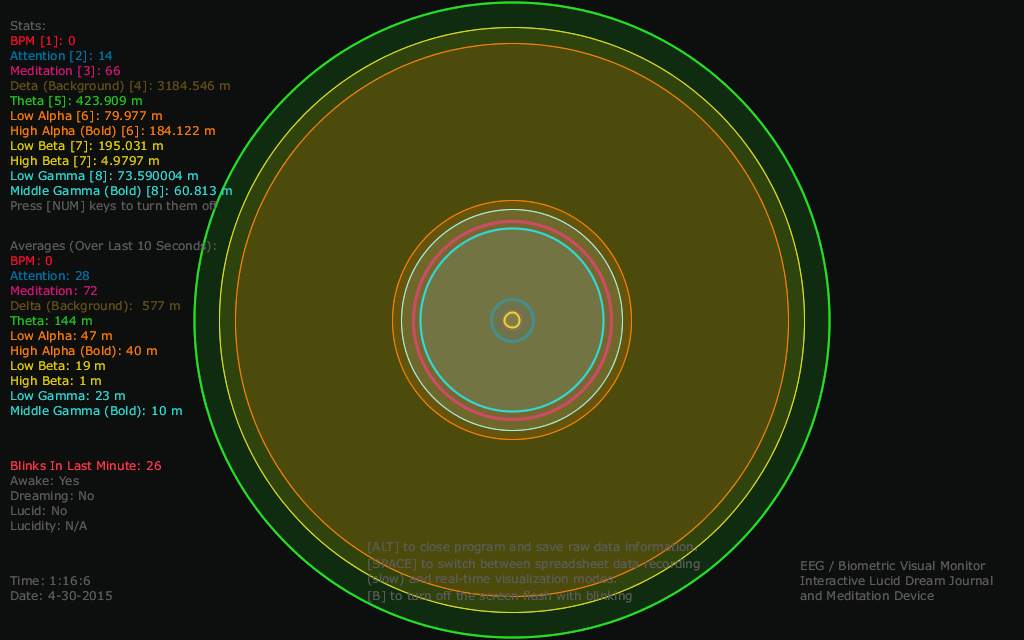 Stats:
BPM [1]: 0
Attention [2]: 14
Meditation [3]: 66
Deta (Background) [4]: 3184.546 m
Theta [5]: 423.909 m
Low Alpha [6]: 79.977 m
High Alpha (Bold) [6]: 184.122 m
Low Beta [7]: 195.031 m
High Beta [7]: 4.9797 m
Low Gamma [8]: 73.590004 m
Middle Gamma (Bold) [8]: 60.813 m
Press [NUM] keys to turn them off
Averages (Over Last 10 Seconds):
BPM: 0
Attention: 28
Meditation: 72
Delta (Background): 577 m
Theta: 144 m
Low Alpha: 47 m
High Alpha (Bold): 40 m
Low Beta: 19 m
High Beta: 1 m
Low Gamma: 23 m
Middle Gamma (Bold): 10 m
Blinks In Last Minute: 26
Awake: Yes
Dreaming: No
Lucid: No
Lucidity: N/A
Time: 1:16:6
Date: 4-30-2015
[ALT] to close program and save raw data information.
[SPACE] to switch between spreadsheet data-recording
(slow) and real-time visualization modes.
[B] to turn off the screen flash with blinking
EEG / Biometric Visual Monitor
Interactive Lucid Dream Journal
and Meditation Device